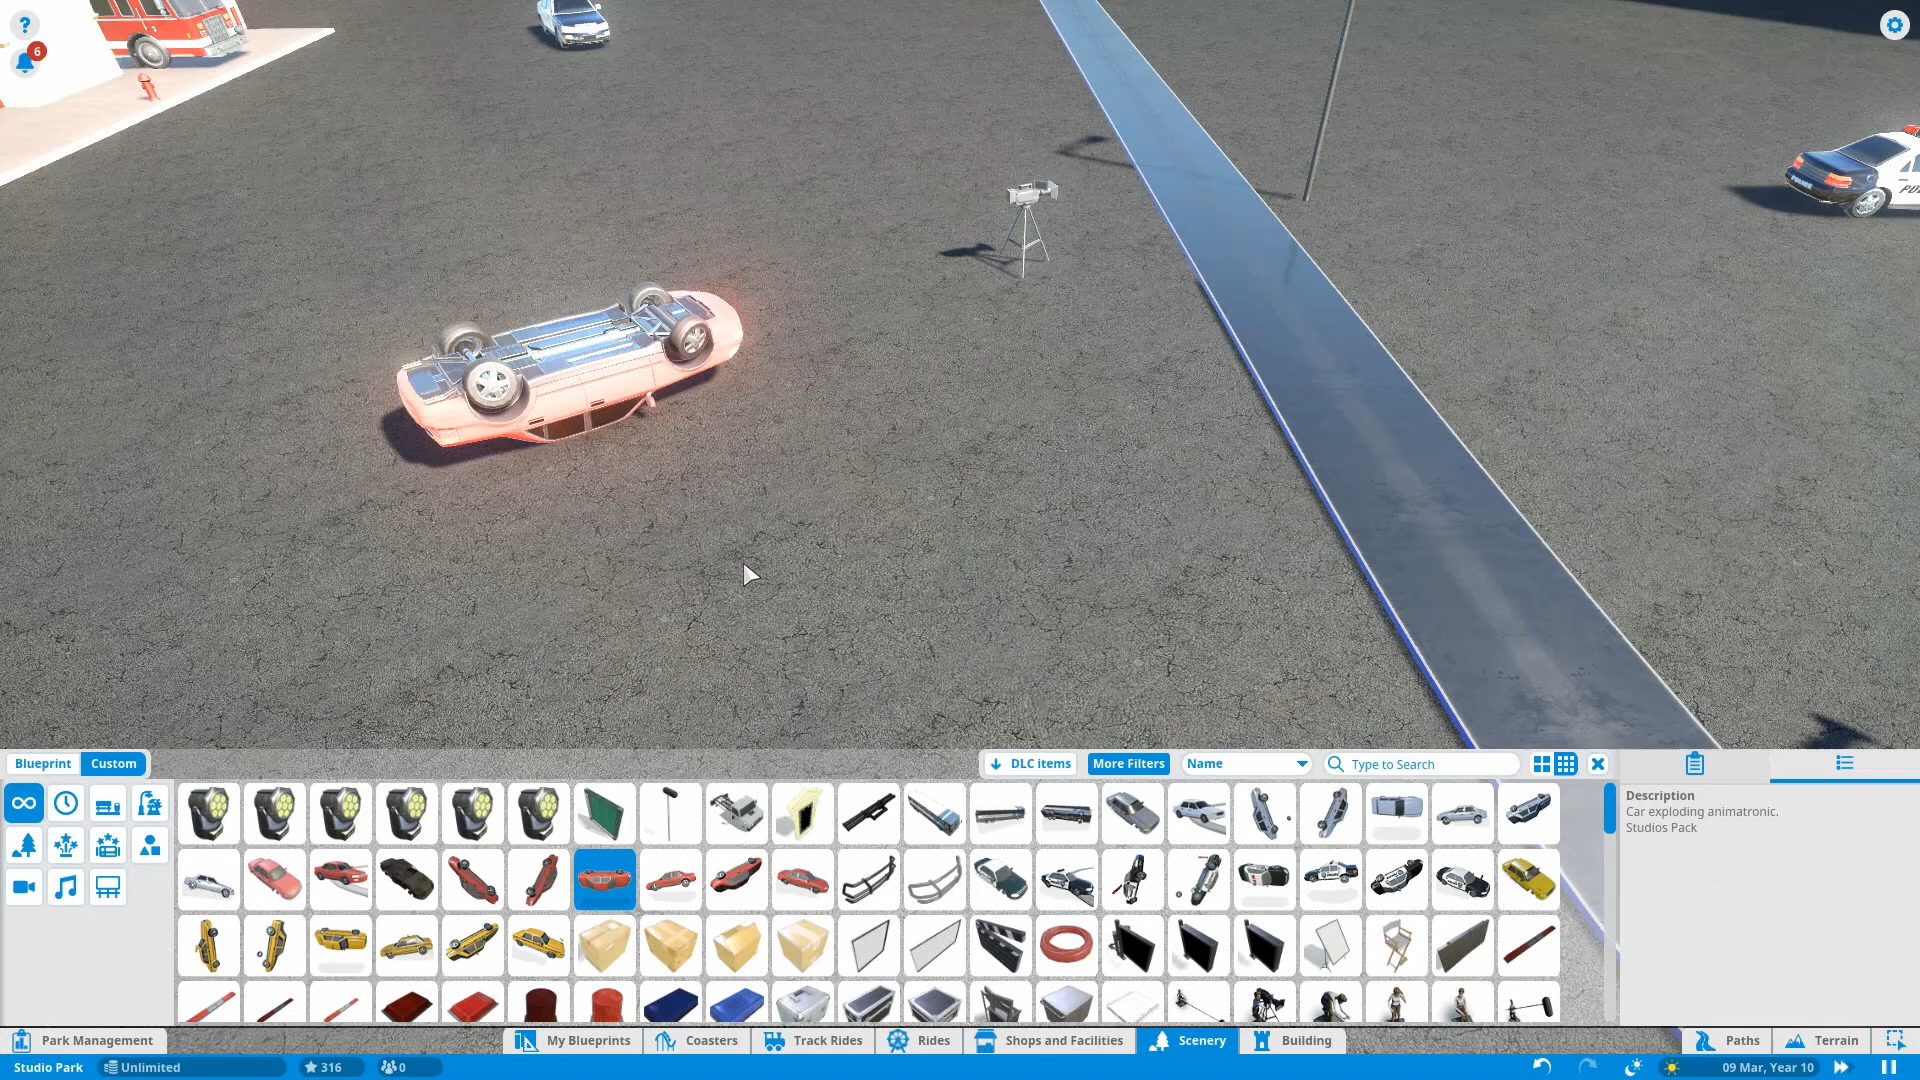 6
POLICE
Blueprint
Custom
DLC items
More Filters
Name
Type to Search
Description
Car exploding animatronic.
Studios Pack
Park Management
My Blueprints
Coasters
Track Rides
Rides
Shops and Facilities
Scenery
Building
Paths
Terrain
Studio Park
Unlimited
316
0
09 Mar, Year 10